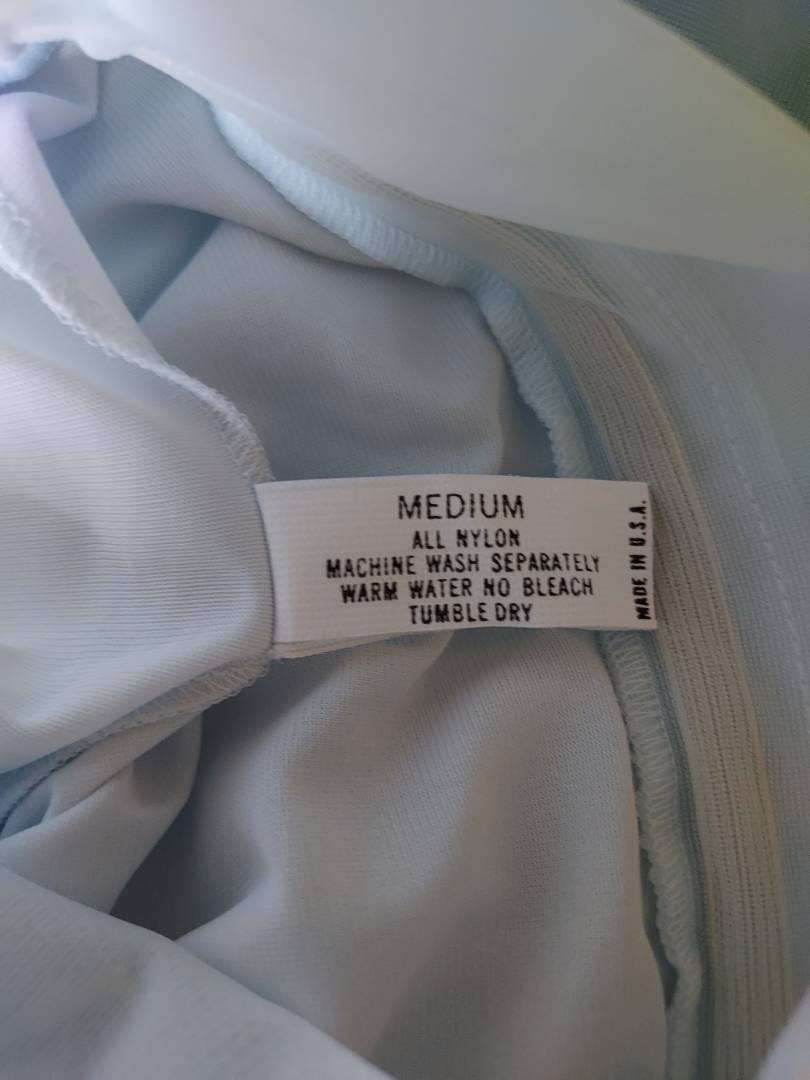 MEDIUM
ALL NYLON
MACHINE WASH SEPARATELY
WARM WATER NO BLEACH
TUMBLE DRY
MADE IN U.S.A.